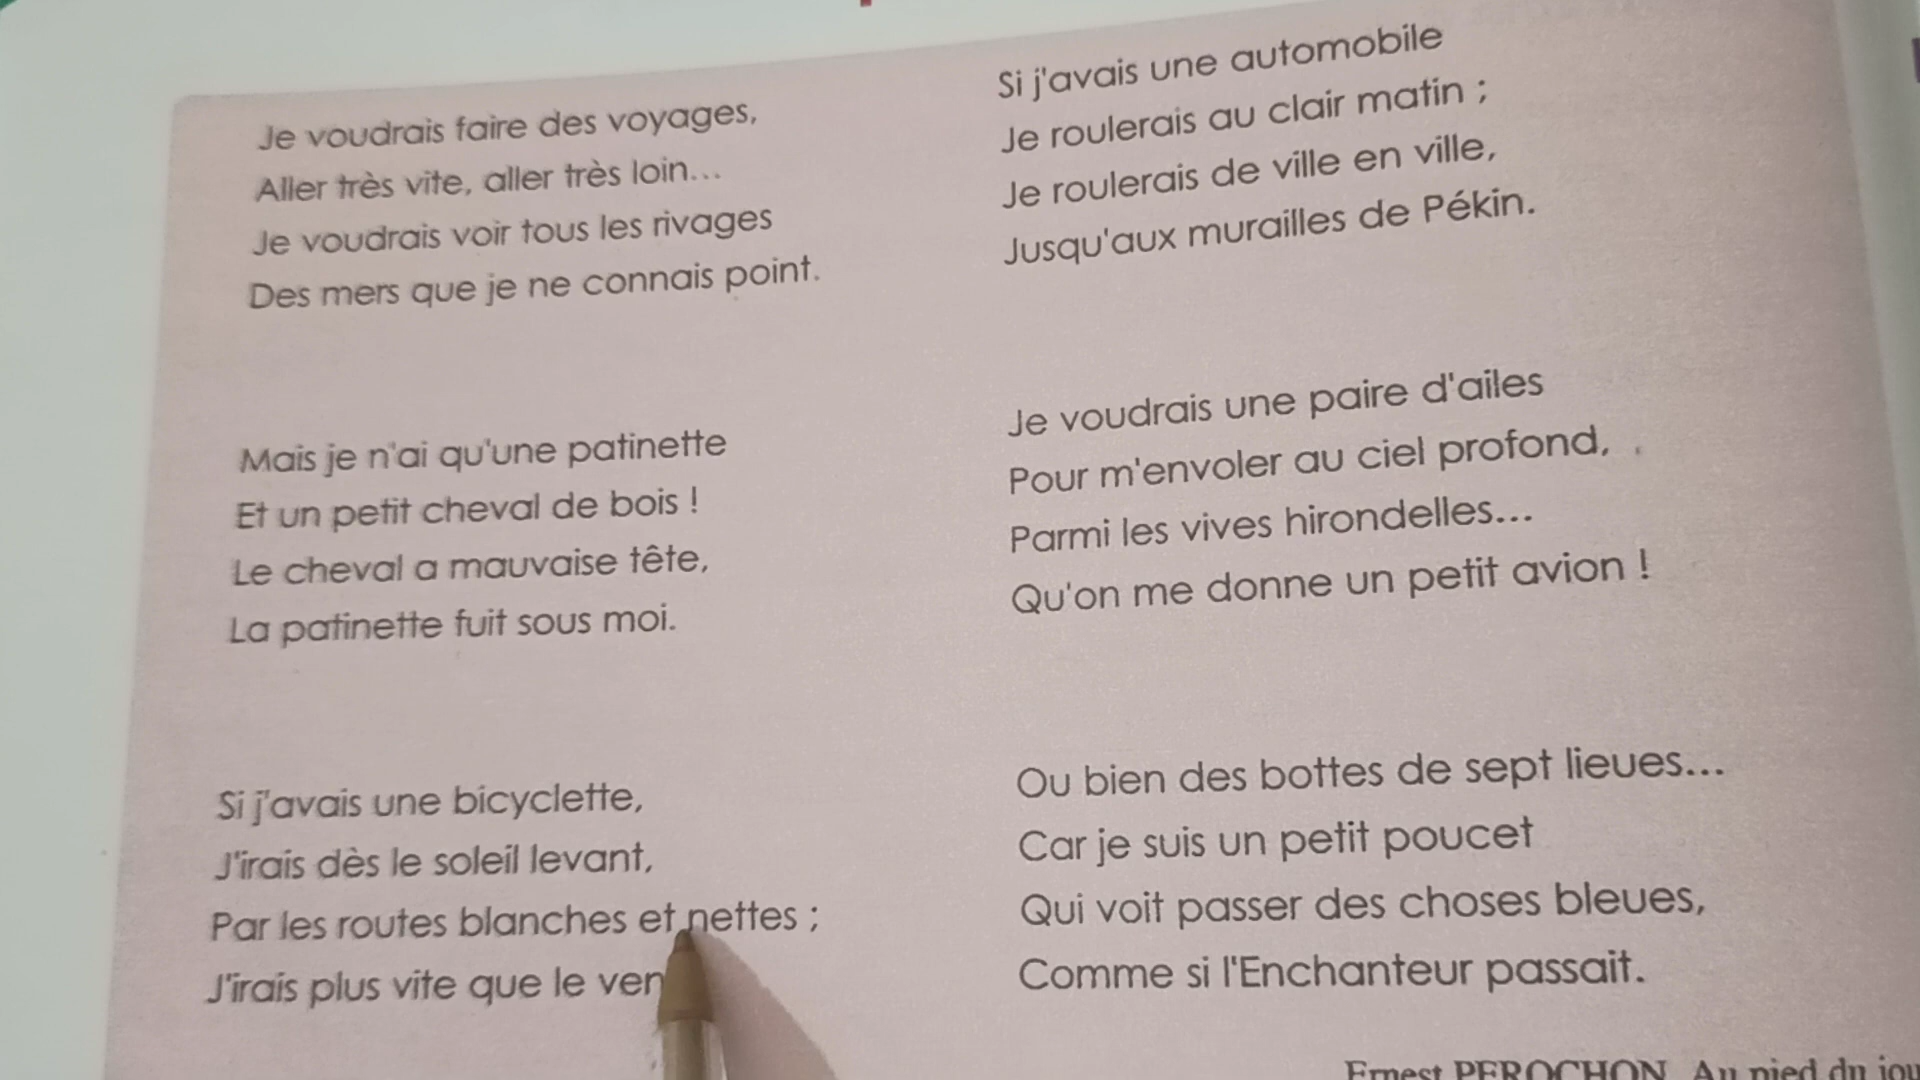 Je voudrais faire des voyages,
Aller très vite, aller très loin...
Je voudrais voir tous les rivages
Des mers que je ne connais point.
Mais je n'ai qu'une patinette
Et un petit cheval de bois !
Le cheval a mauvaise tête,
La patinette fuit sous moi.
Si j'avais une bicyclette,
J'irais dès le soleil levant,
Par les routes blanches et nettes ;
J'irais plus vite que le ven
Si j'avais une automobile
Je roulerais au clair matin ;
Je roulerais de ville en ville,
Jusqu'aux murailles de Pékin.
Je voudrais une paire d'ailes
Pour m'envoler au ciel profond,
Parmi les vives hirondelles...
Qu'on me donne un petit avion !
Ou bien des bottes de sept lieues...
Car je suis un petit poucet
Qui voit passer des choses bleues,
Comme si l'Enchanteur passait.
Ernest PEROCHON Au pied du jou